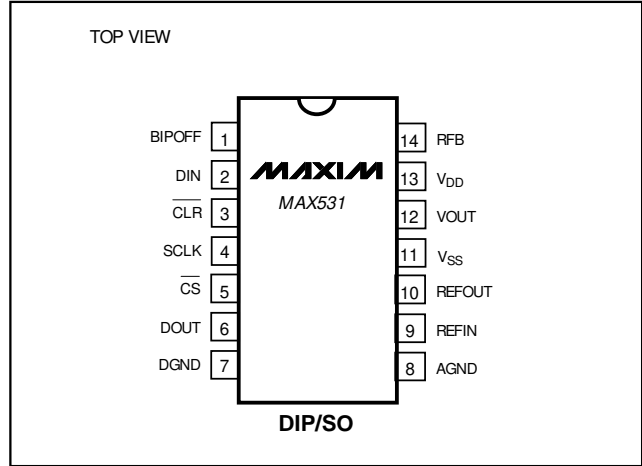 TOP VIEW
BIPOFF 1
DIN 2
CLR 3
SCLK 4
CS 5
DOUT 6
DGND 7
MAXIM
MAX531
14 RFB
13 VDD
12 VOUT
11 VSS
10 REFOUT
9 REFIN
8 AGND
DIP/SO